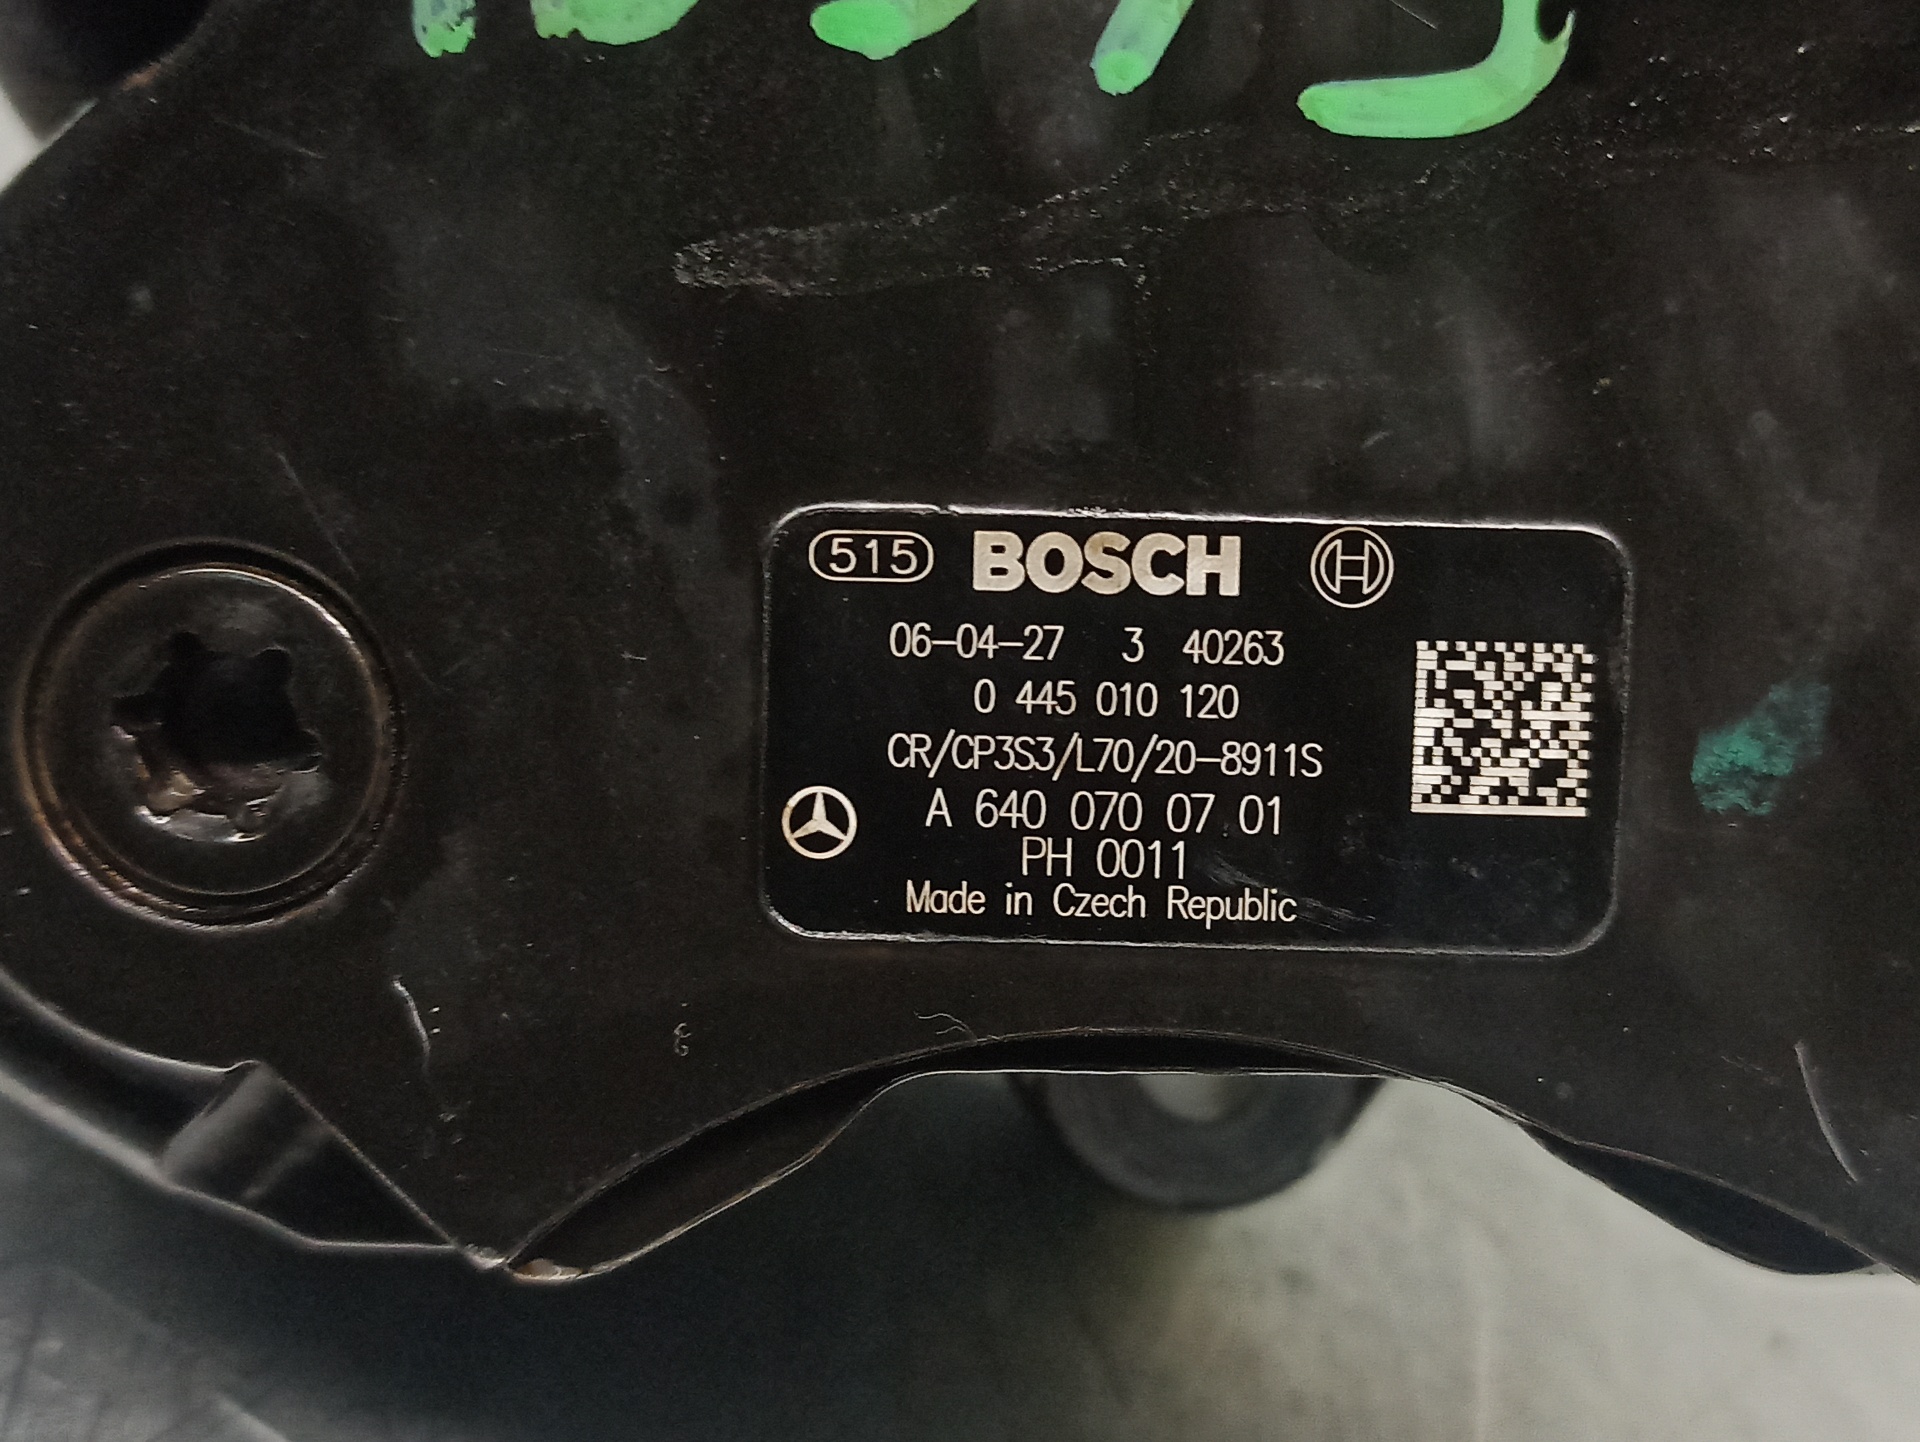 515 BOSCH
06-04-27 3 40263
0 445 010 120
CR/CP3S3/L70/20-8911S
A 640 070 07 01
PH 0011
Made in Czech Republic